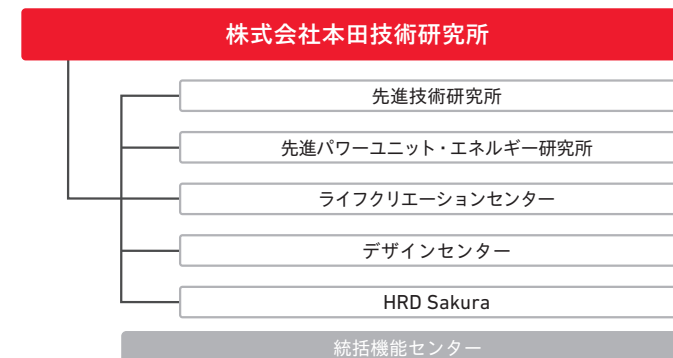 株式会社本田技術研究所
先進技術研究所
先進パワーユニット・エネルギー研究所
ライフクリエーションセンター
デザインセンター
HRD Sakura
統括機能センター